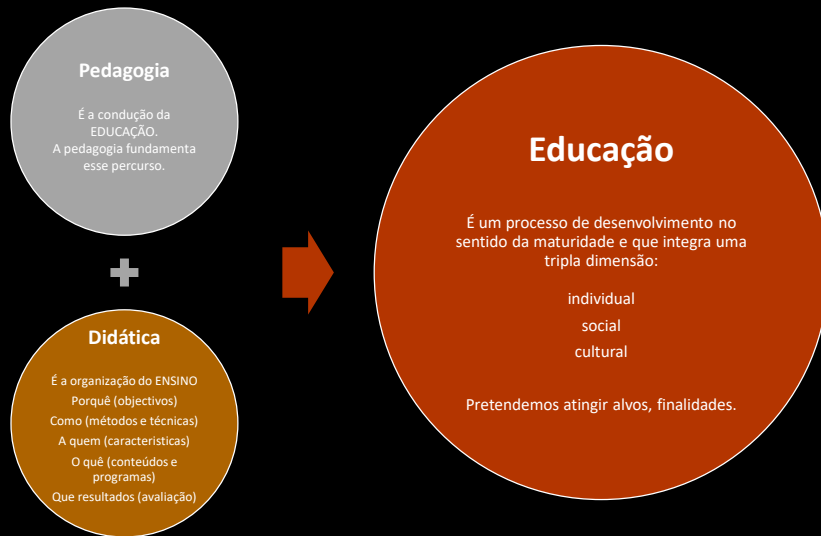 Pedagogia
É a condução da
EDUCAÇÃO.
A pedagogia fundamenta
esse percurso.
Didática
É a organização do ENSINO
Porquê (objectivos)
Como (métodos e técnicas)
A quem (caracteristicas)
O quê (conteúdos e
programas)
Que resultados (avaliação)
Educação
É um processo de desenvolvimento no
sentido da maturidade e que integra uma
tripla dimensão:
individual
social
cultural
Pretendemos atingir alvos, finalidades.